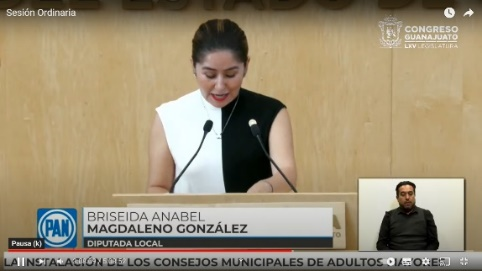 Sesión Ordinaria
CONGRESO
GUANAJUATO
LXV LEGISLATURA
BRISEIDA ANABEL
MAGDALENO GONZÁLEZ
DIPUTADA LOCAL
PAN
Pausa (k)
LA INSTALACIÓN DE LOS CONSEJOS MUNICIPALES DE ADULTOS MAYORES